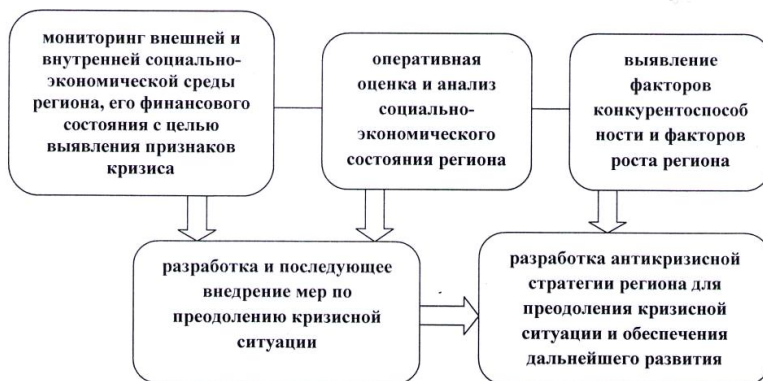 мониторинг внешней и
внутренней социально-
экономической среды
региона, его финансового
состояния с целью
выявления признаков
кризиса
оперативная
оценка и анализ
социально-
экономического
состояния региона
выявление
факторов
конкурентоспособ
ности и факторов
роста региона
разработка и последующее
внедрение мер по
преодолению кризисной
ситуации
разработка антикризисной
стратегии региона для
преодоления кризисной
ситуации и обеспечения
дальнейшего развития